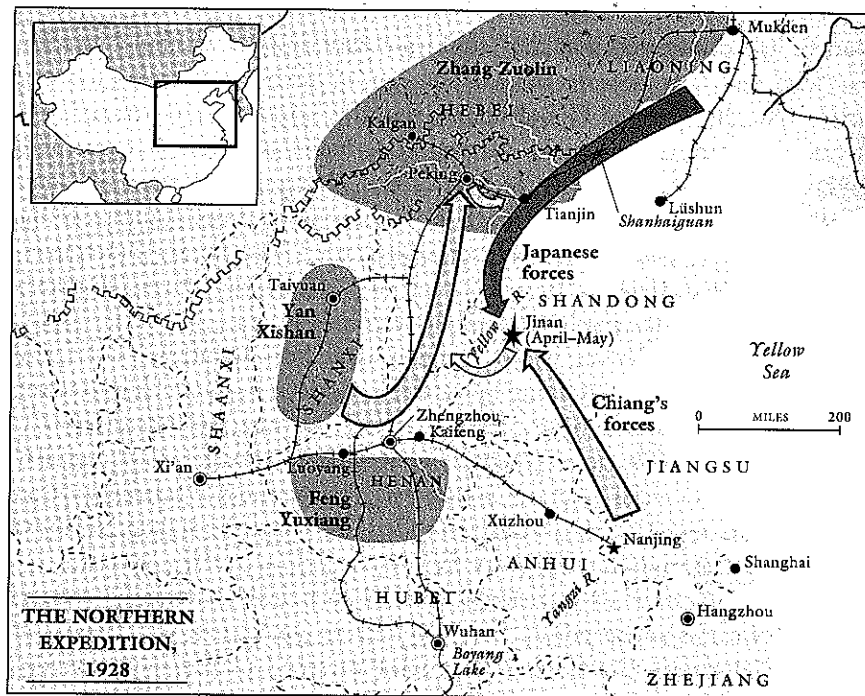 Mukden
Zhang Zuolin
LIAONING
HEBEI
Kalgan
Peking
Tianjin
Lüshun
Shanhaiguan
Japanese
forces
Taiyuan
Yan
Xishan
SHANDONG
Yellow R.
Jinan
(April–May)
Yellow
Sea
SHAANXI
SHANXI
Chiang's
forces
0 MILES 200
Zhengzhou
Kaifeng
Xi'an
Luoyang
HENAN
JIANGSU
Feng
Yuxiang
Xuzhou
Nanjing
ANHUI
Shanghai
HUBEI
Yangzi R.
Hangzhou
THE NORTHERN
EXPEDITION,
1928
Wuhan
Boyang
Lake
ZHEJIANG